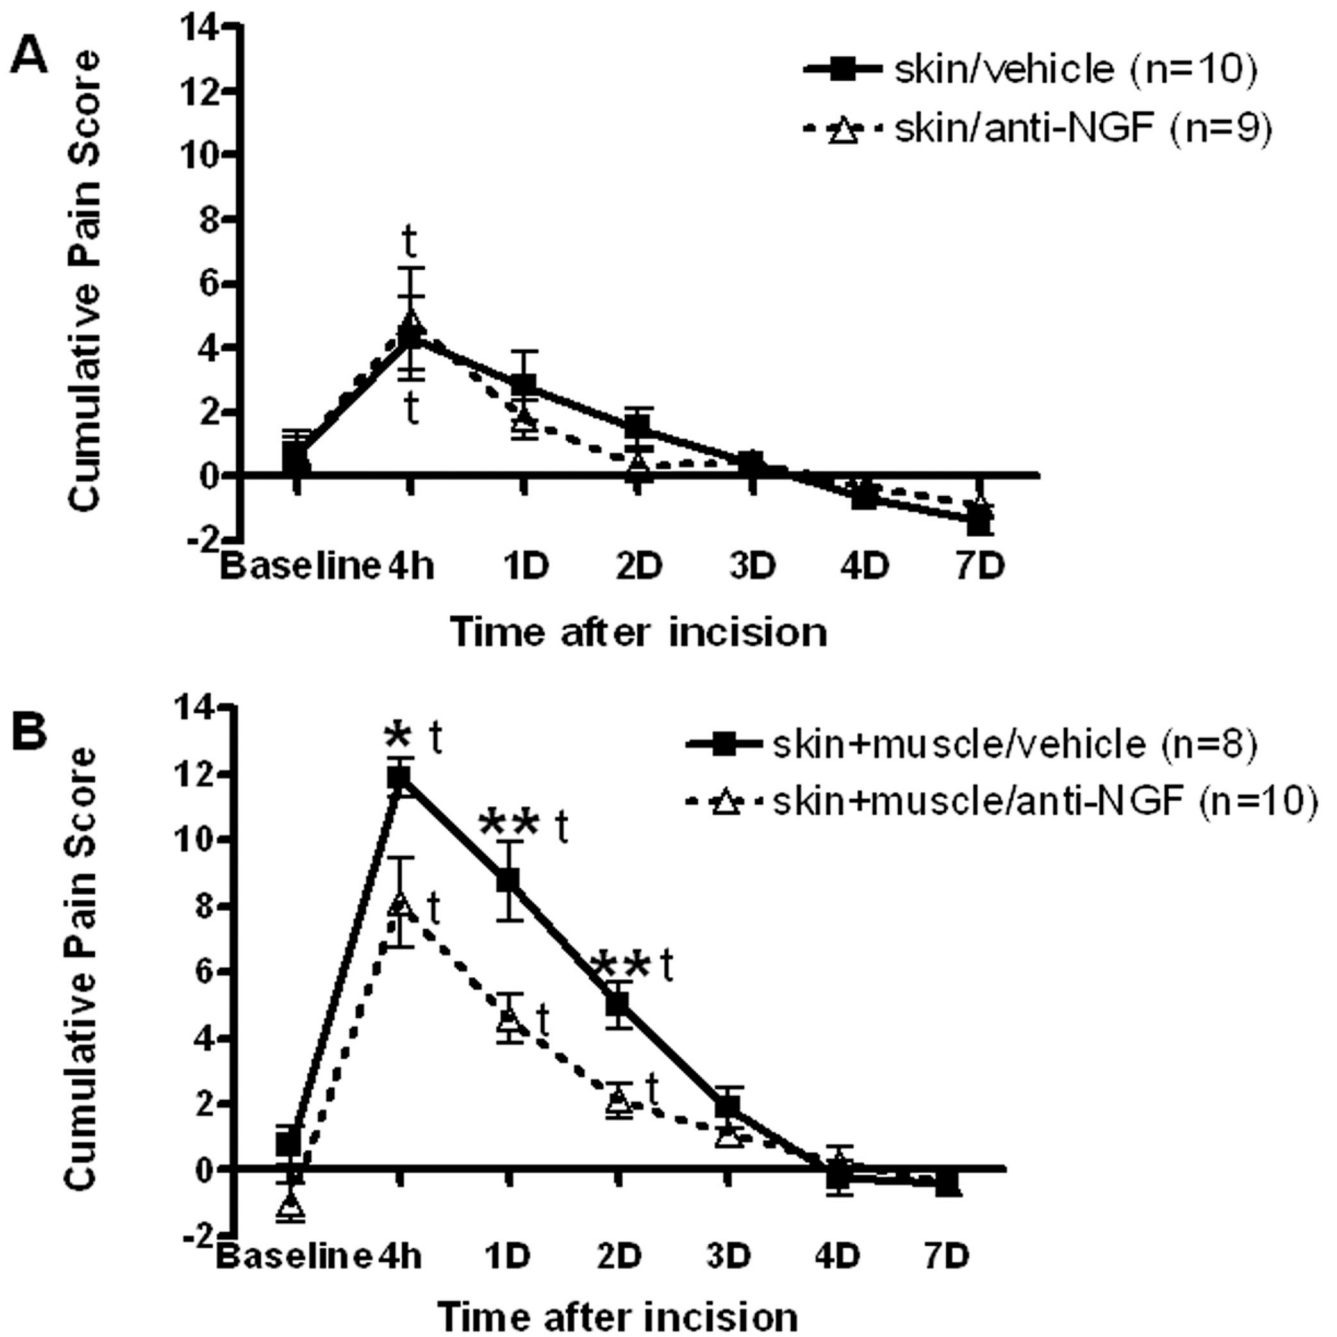 A
Cumulative Pain Score
14
12
10
8
6
4
2
0
-2
skin/vehicle (n=10)
skin/anti-NGF (n=9)
t
t
Baseline 4h 1D 2D 3D 4D 7D
Time after incision
B
Cumulative Pain Score
14
12
10
8
6
4
2
0
-2
skin+muscle/vehicle (n=8)
skin+muscle/anti-NGF (n=10)
* t
** t
t
** t
t
t
Baseline 4h 1D 2D 3D 4D 7D
Time after incision